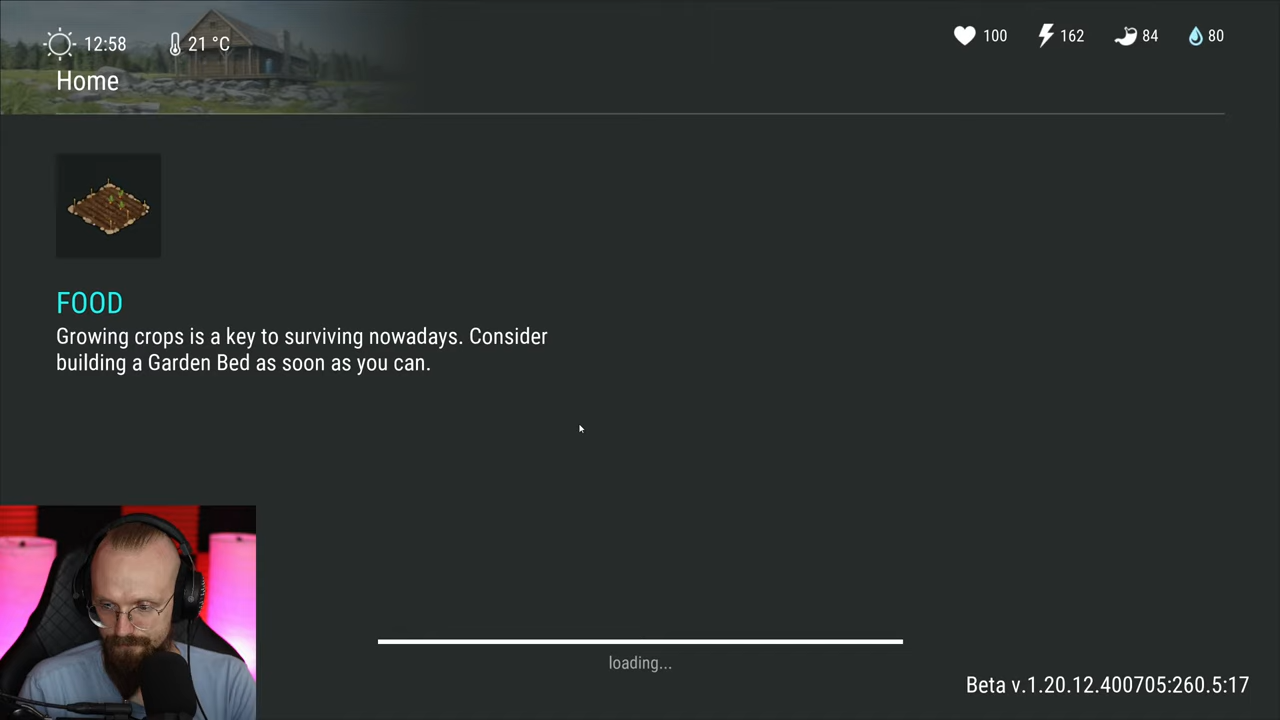 12:58
21 °C
100
162
84
80
Home
FOOD
Growing crops is a key to surviving nowadays. Consider
building a Garden Bed as soon as you can.
loading...
Beta v.1.20.12.400705:260.5:17